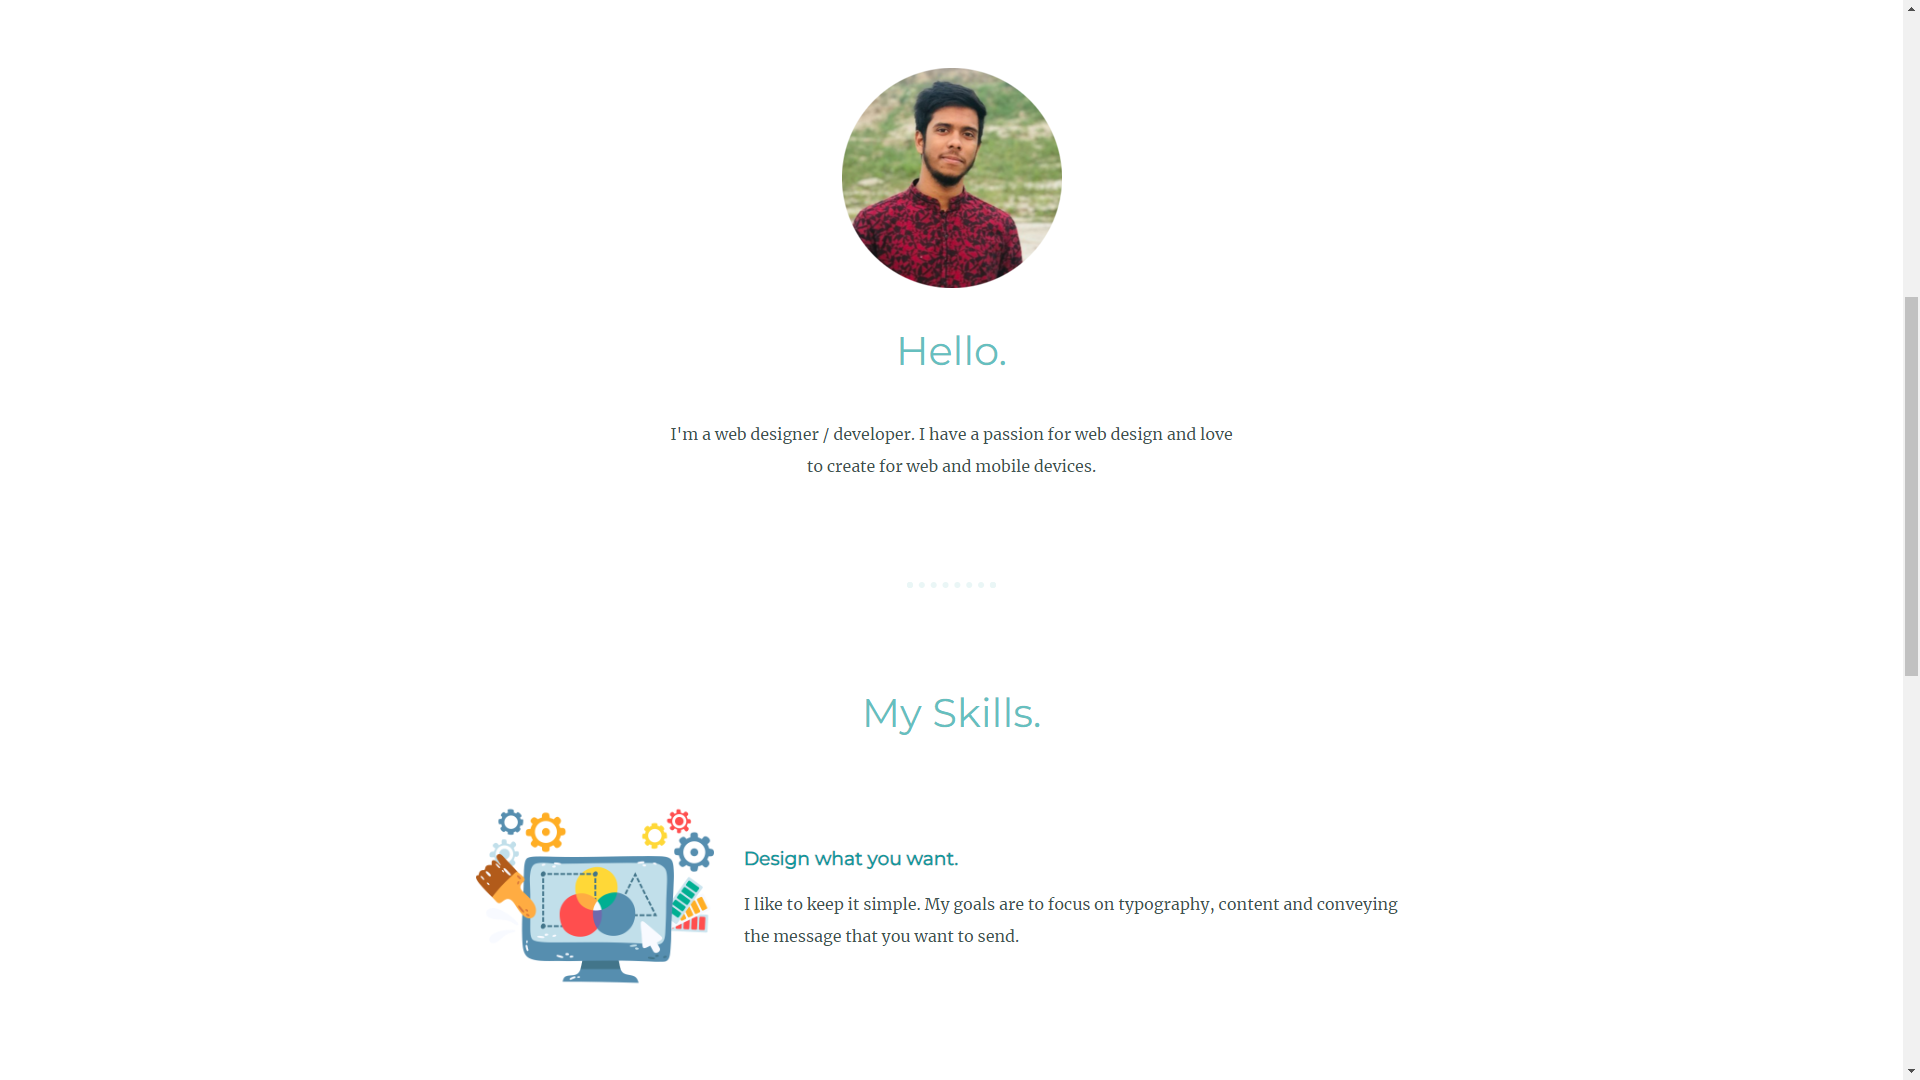 Hello.
I'm a web designer / developer. I have a passion for web design and love
to create for web and mobile devices.
My Skills.
Design what you want.
I like to keep it simple. My goals are to focus on typography, content and conveying
the message that you want to send.